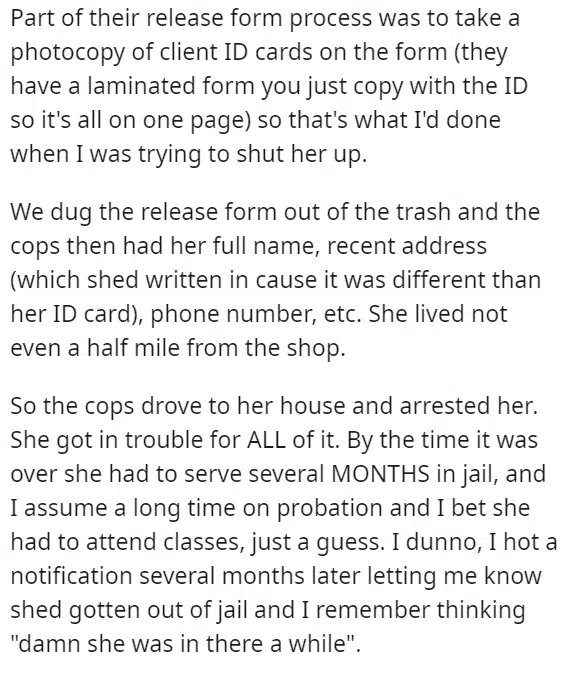 Part of their release form process was to take a
photocopy of client ID cards on the form (they
have a laminated form you just copy with the ID
so it's all on one page) so that's what I'd done
when I was trying to shut her up.
We dug the release form out of the trash and the
cops then had her full name, recent address
(which shed written in cause it was different than
her ID card), phone number, etc. She lived not
even a half mile from the shop.
So the cops drove to her house and arrested her.
She got in trouble for ALL of it. By the time it was
over she had to serve several MONTHS in jail, and
I assume a long time on probation and I bet she
had to attend classes, just a guess. I dunno, I hot a
notification several months later letting me know
shed gotten out of jail and I remember thinking
"damn she was in there a while".